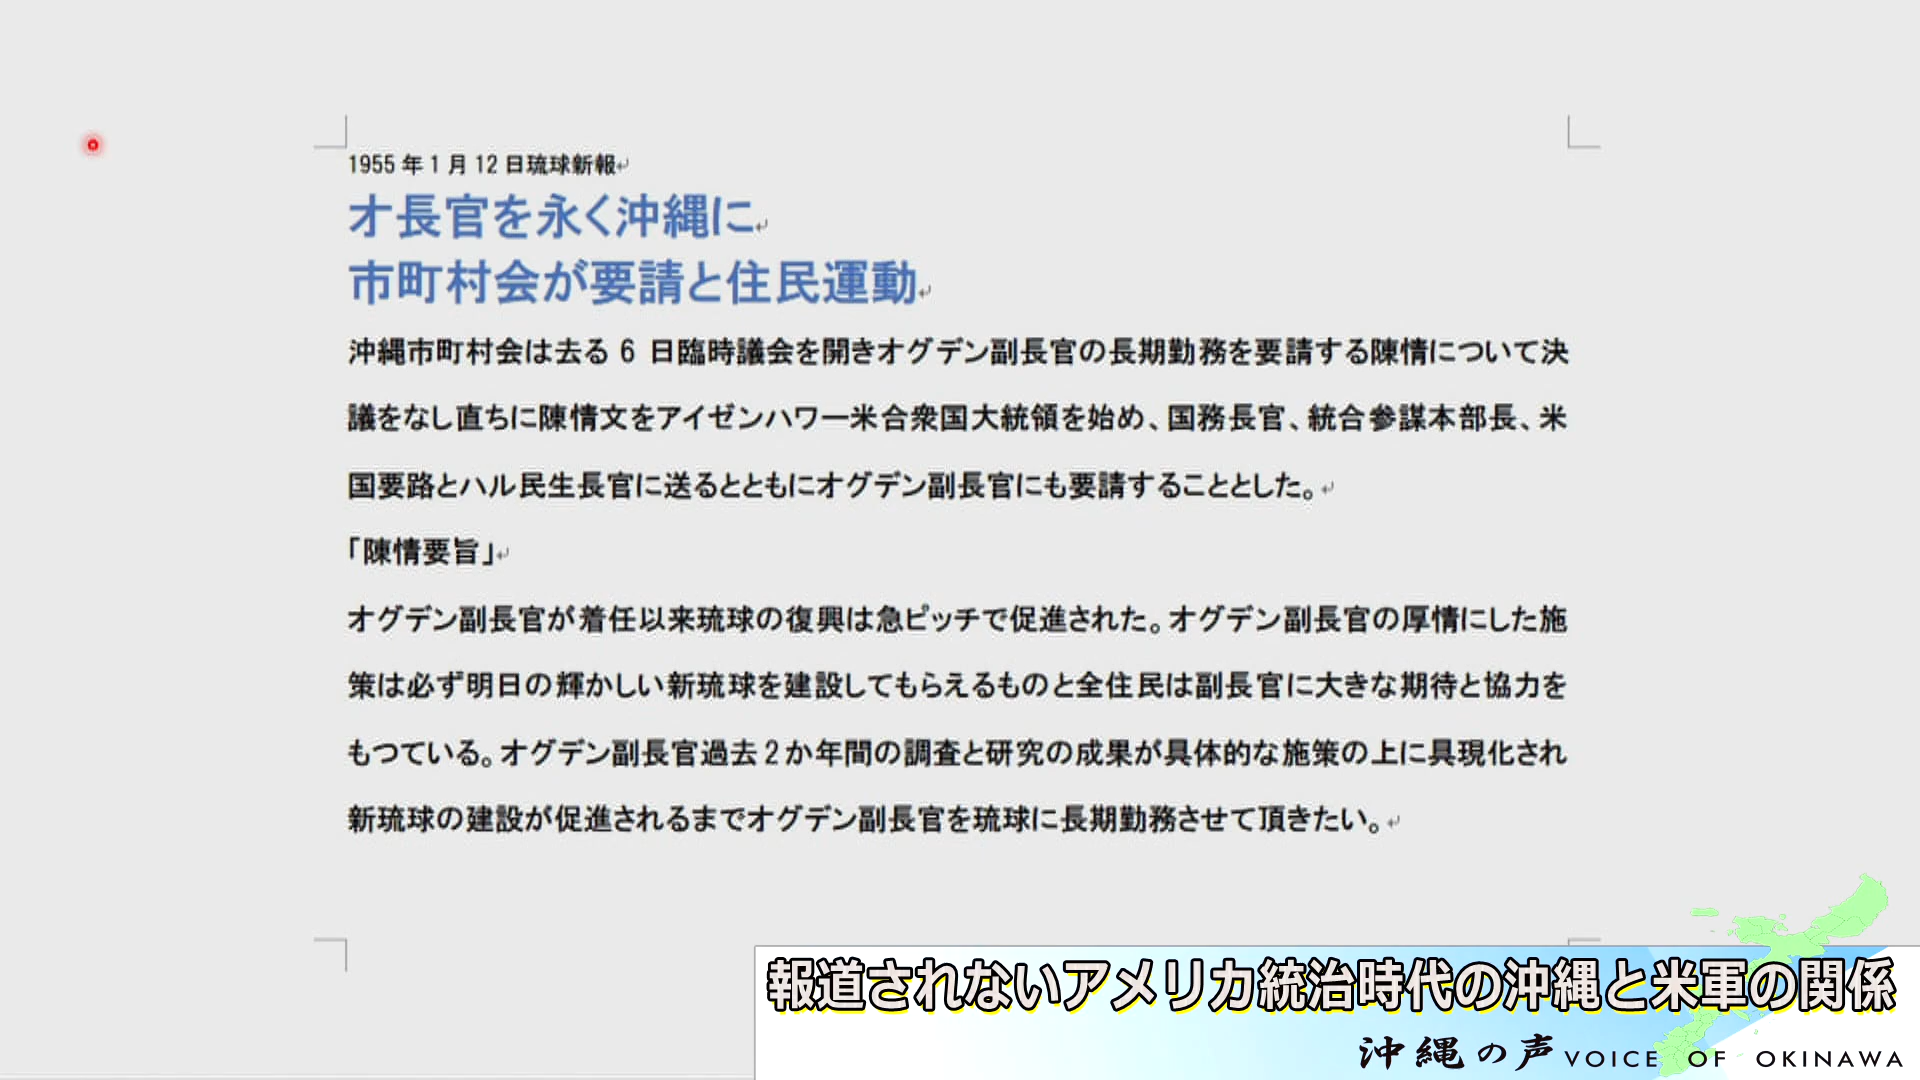 1955年1月12日琉球新報
オ長官を永く沖縄に
市町村会が要請と住民運動
沖縄市町村会は去る6 日臨時議会を開きオグデン副長官の長期勤務を要請する陳情について決
議をなし直ちに陳情文をアイゼンハワー米合衆国大統領を始め、国務長官、統合参謀本部長、米
国要路とハル民生長官に送るとともにオグデン副長官にも要請することとした。
「陳情要旨」
オグデン副長官が着任以来琉球の復興は急ピッチで促進された。オグデン副長官の厚情にした施
策は必ず明日の輝かしい新琉球を建設してもらえるものと全住民は副長官に大きな期待と協力を
もつている。オグデン副長官過去2か年間の調査と研究の成果が具体的な施策の上に具現化され
新琉球の建設が促進されるまでオグデン副長官を琉球に長期勤務させて頂きたい。
報道されないアメリカ統治時代の沖縄と米軍の関係
沖縄の声 VOICE OF OKINAWA